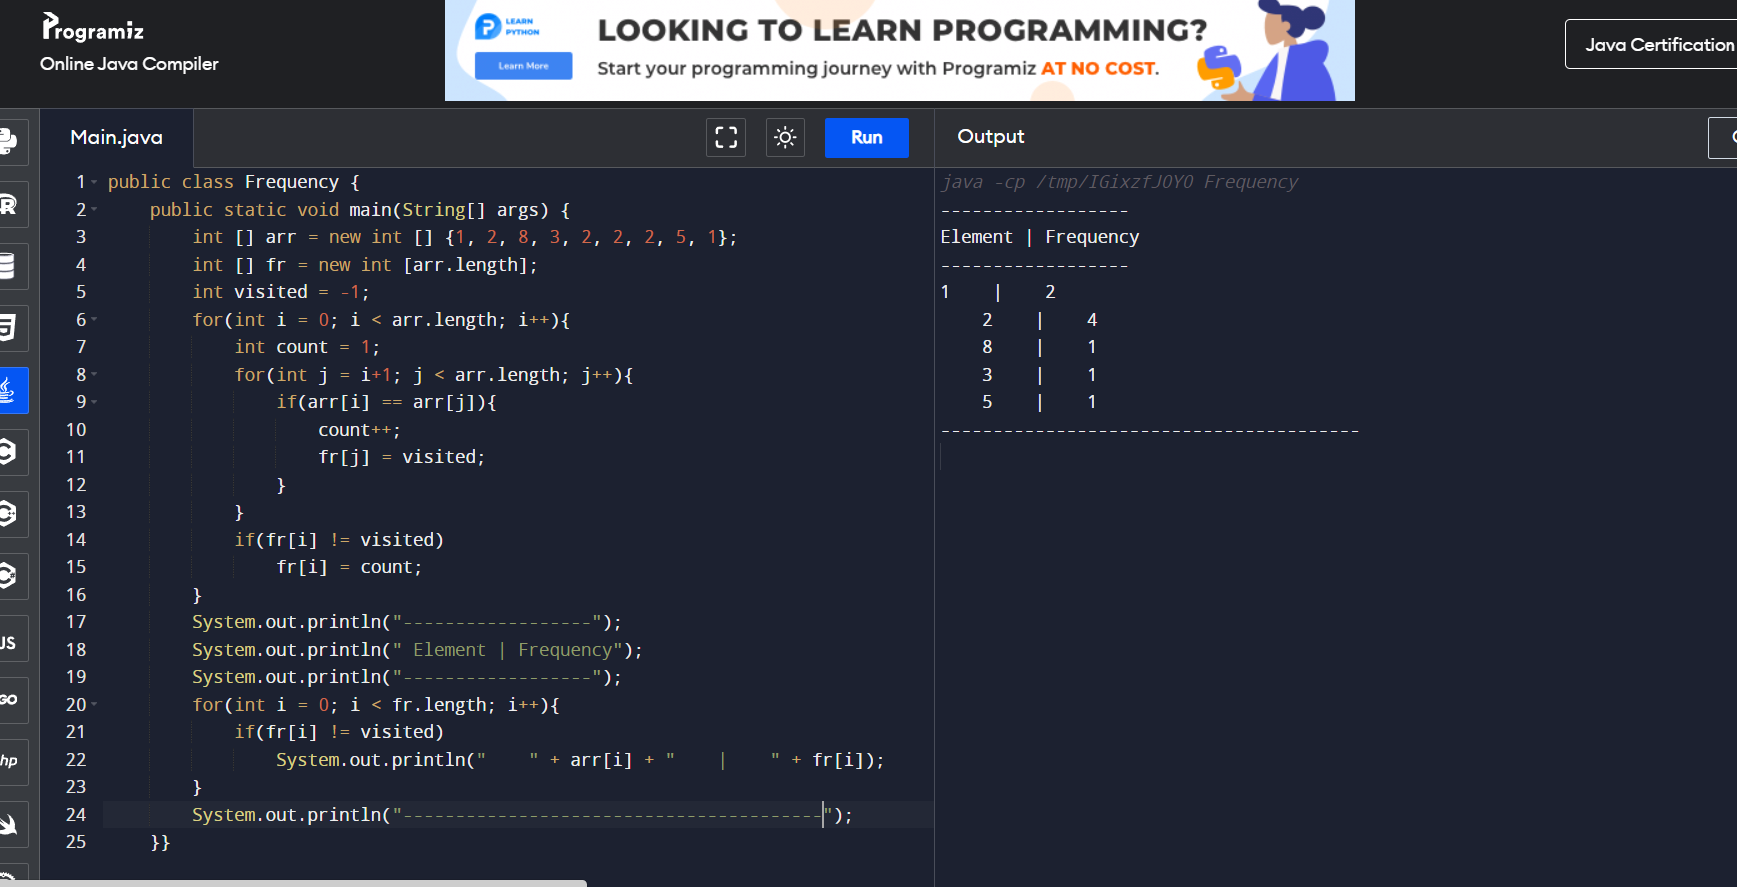 Programiz
Online Java Compiler
LEARN
PYTHON
Learn More
LOOKING TO LEARN PROGRAMMING?
Start your programming journey with Programiz AT NO COST.
Java Certification
Main.java
Run
Output
1 public class Frequency {
2     public static void main(String[] args) {
3         int [] arr = new int [] {1, 2, 8, 3, 2, 2, 2, 5, 1};
4         int [] fr = new int [arr.length];
5         int visited = -1;
6         for(int i = 0; i < arr.length; i++){
7             int count = 1;
8             for(int j = i+1; j < arr.length; j++){
9                 if(arr[i] == arr[j]){
10                     count++;
11                     fr[j] = visited;
12                 }
13             }
14             if(fr[i] != visited)
15                 fr[i] = count;
16         }
17         System.out.println("------------------");
18         System.out.println(" Element | Frequency");
19         System.out.println("------------------");
20         for(int i = 0; i < fr.length; i++){
21             if(fr[i] != visited)
22                 System.out.println("    " + arr[i] + "    |    " + fr[i]);
23         }
24         System.out.println("----------------------------------------");
25     }}
java -cp /tmp/IGixzfJOYO Frequency
------------------
Element | Frequency
------------------
1    |    2
    2    |    4
    8    |    1
    3    |    1
    5    |    1
----------------------------------------
R
JS
GO
hp